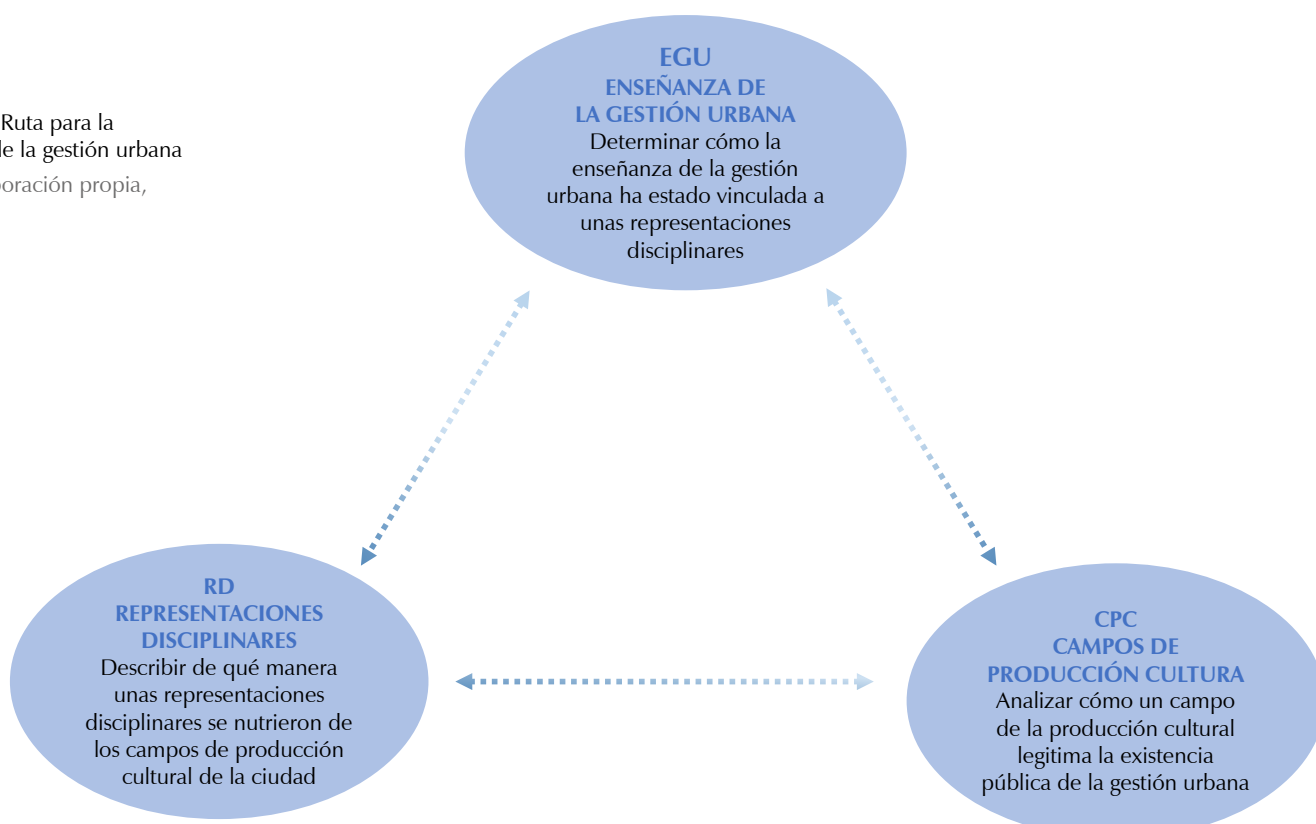 Ruta para la
de la gestión urbana
propia,
EGU
ENSEÑANZA DE
LA GESTIÓN URBANA
Determinar cómo la
enseñanza de la gestión
urbana ha estado vinculada a
unas representaciones
disciplinares
RD
REPRESENTACIONES
DISCIPLINARES
Describir de qué manera
unas representaciones
disciplinares se nutrieron de
los campos de producción
cultural de la ciudad
CPC
CAMPOS DE
PRODUCCIÓN CULTURA
Analizar cómo un campo
de la producción cultural
legitima la existencia
pública de la gestión urbana